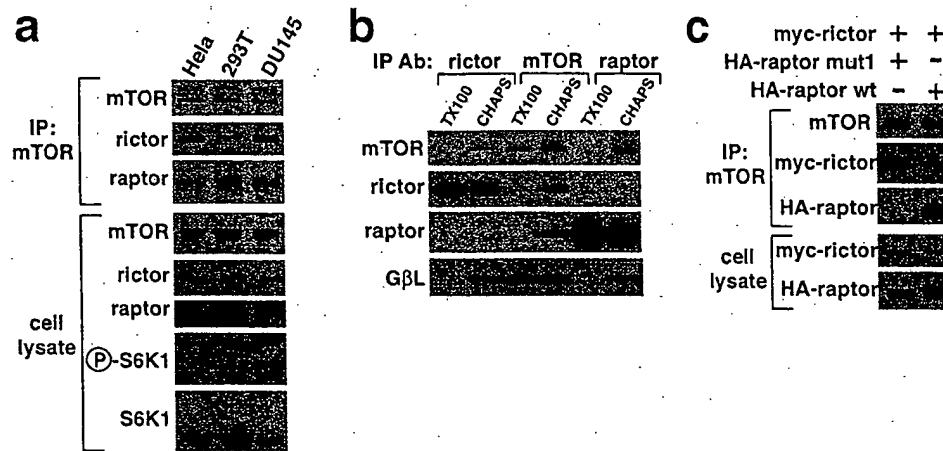 a
Hela 293T DU145
IP:
mTOR
mTOR
rictor
raptor
cell
lysate
mTOR
rictor
raptor
Ⓟ-S6K1
S6K1
b
IP Ab: rictor mTOR raptor
TX100 CHAPS TX100 CHAPS TX100 CHAPS
mTOR
rictor
raptor
GβL
c
myc-rictor + +
HA-raptor mut1 + -
HA-raptor wt - +
IP:
mTOR
mTOR
myc-rictor
HA-raptor
cell
lysate
myc-rictor
HA-raptor